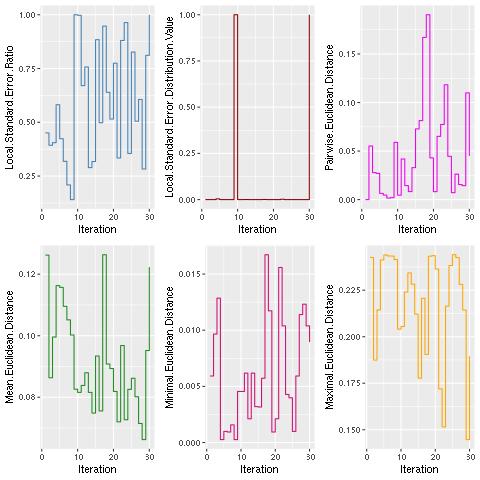 Local.Standard.Error.Ratio
1.00
0.75
0.50
0.25
0 10 20 30
Iteration
Local.Standard.Error.Distribution.Value
1.00
0.75
0.50
0.25
0.00
0 10 20 30
Iteration
Pairwise.Euclidean.Distance
0.15
0.10
0.05
0.00
0 10 20 30
Iteration
Mean.Euclidean.Distance
0.12
0.10
0.08
0 10 20 30
Iteration
Minimal.Euclidean.Distance
0.015
0.010
0.005
0.000
0 10 20 30
Iteration
Maximal.Euclidean.Distance
0.225
0.200
0.175
0.150
0 10 20 30
Iteration